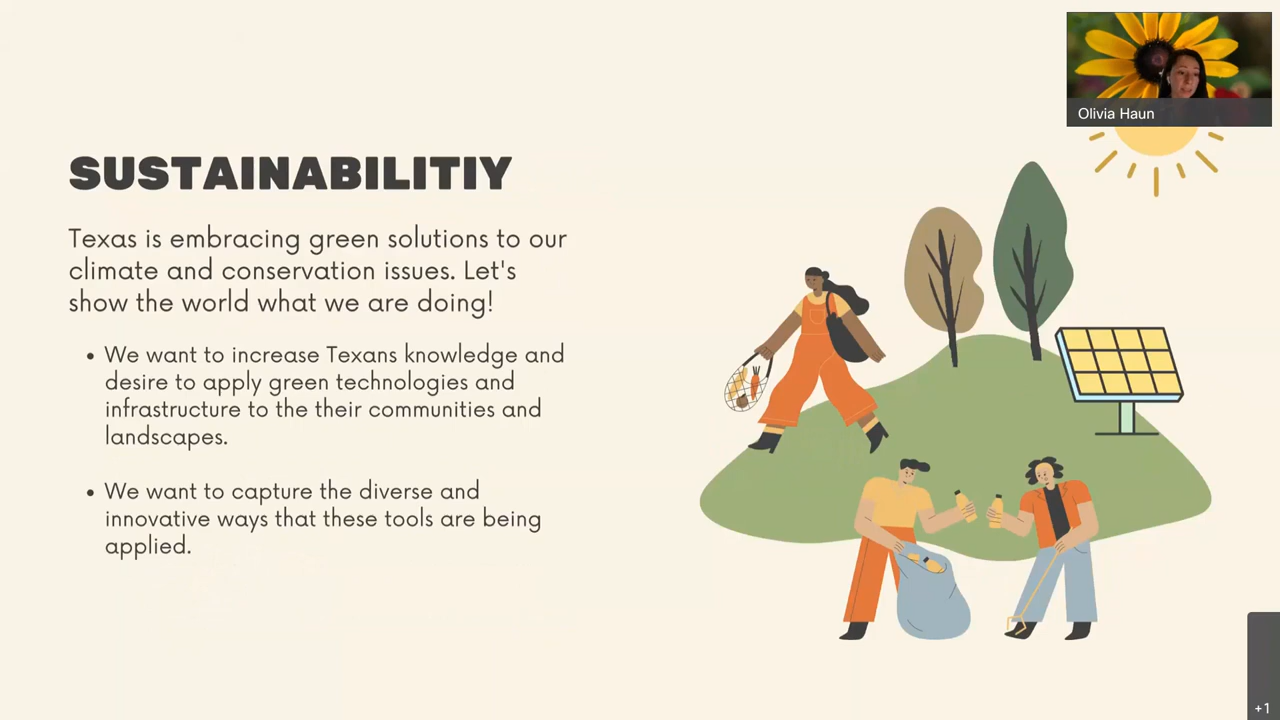 Olivia Haun
SUSTAINABILITIY
Texas is embracing green solutions to our
climate and conservation issues. Let's
show the world what we are doing!
• We want to increase Texans knowledge and
desire to apply green technologies and
infrastructure to the their communities and
landscapes.
• We want to capture the diverse and
innovative ways that these tools are being
applied.
+1